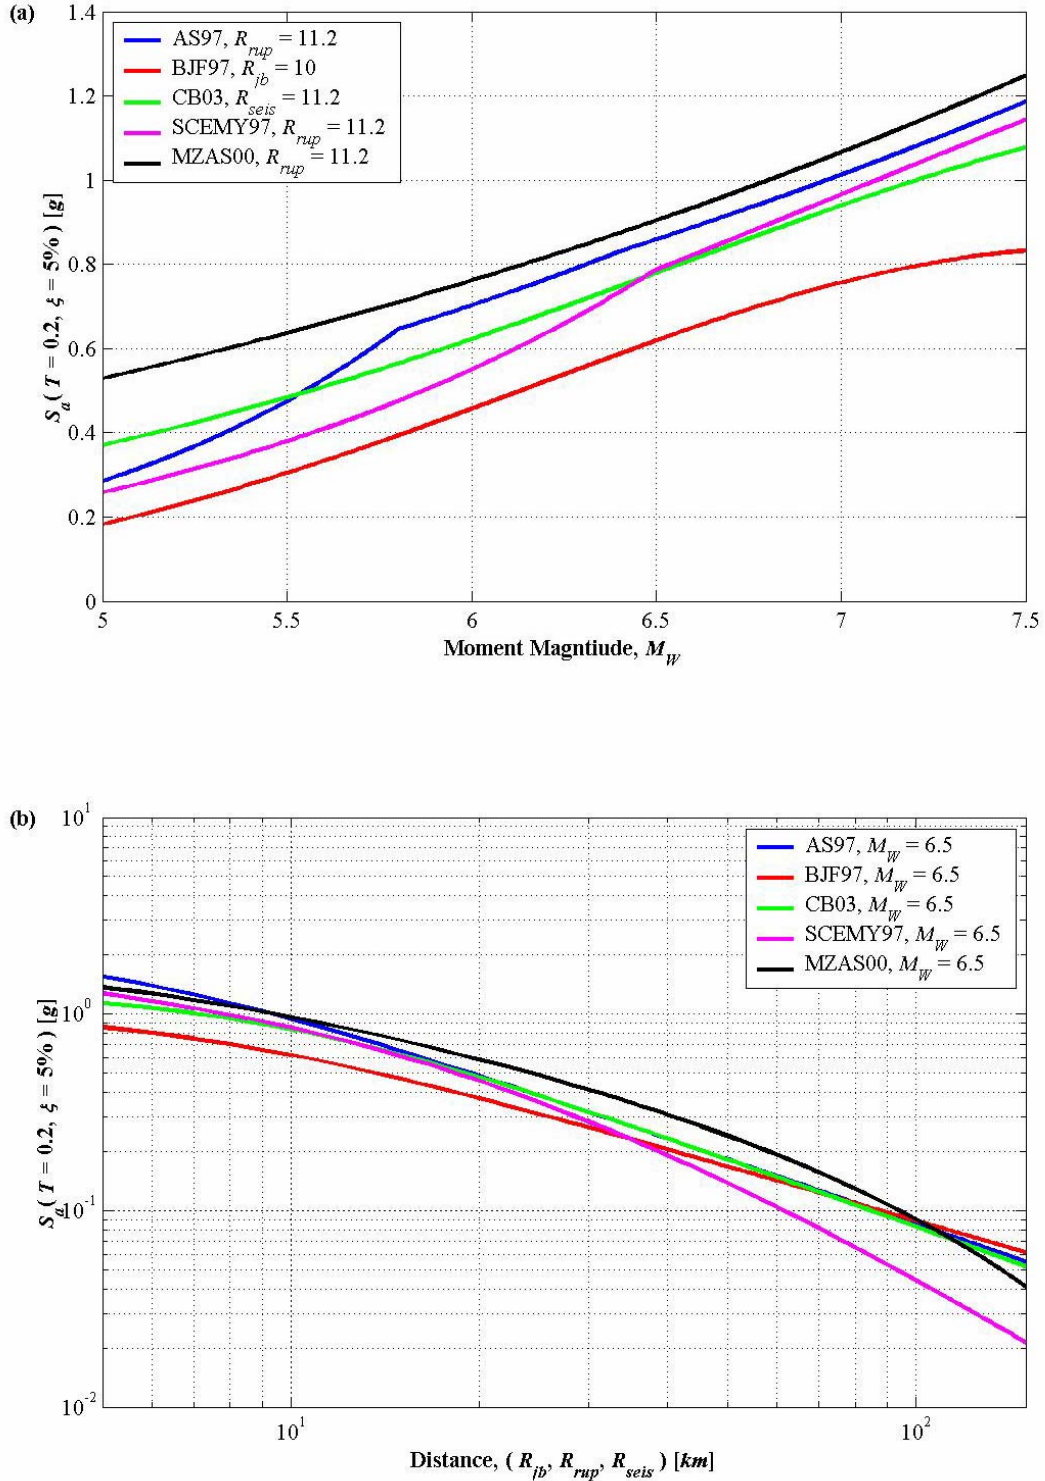 (a)
1.4
1.2
1
0.8
0.6
0.4
0.2
0
S_a( T = 0.2, ξ = 5% ) [g]
AS97, R_rup = 11.2
BJF97, R_jb = 10
CB03, R_seis = 11.2
SCEMY97, R_rup = 11.2
MZAS00, R_rup = 11.2
5 5.5 6 6.5 7 7.5
Moment Magntiude, M_W
(b)
10^1
10^0
10^-1
10^-2
S_a( T = 0.2, ξ = 5% ) [g]
AS97, M_W = 6.5
BJF97, M_W = 6.5
CB03, M_W = 6.5
SCEMY97, M_W = 6.5
MZAS00, M_W = 6.5
10^1 10^2
Distance, ( R_jb, R_rup, R_seis ) [km]